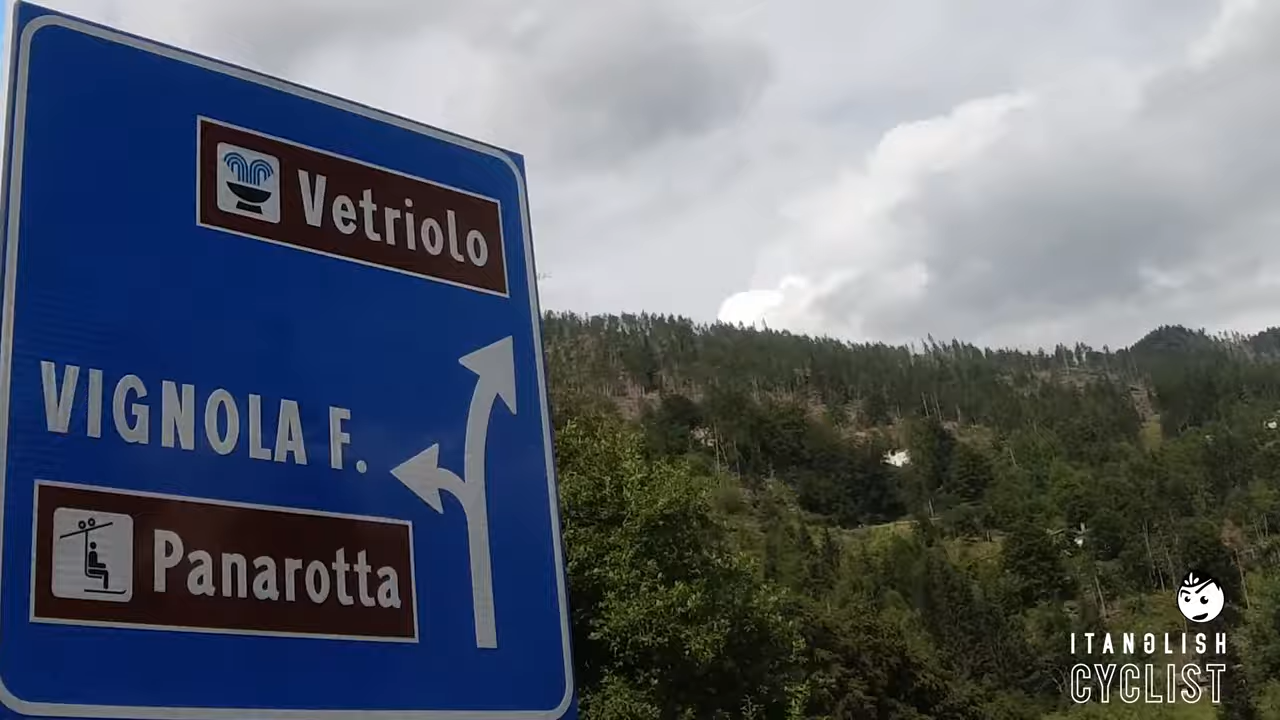 Vetriolo
VIGNOLA F.
Panarotta
ITANGLISH
CYCLIST